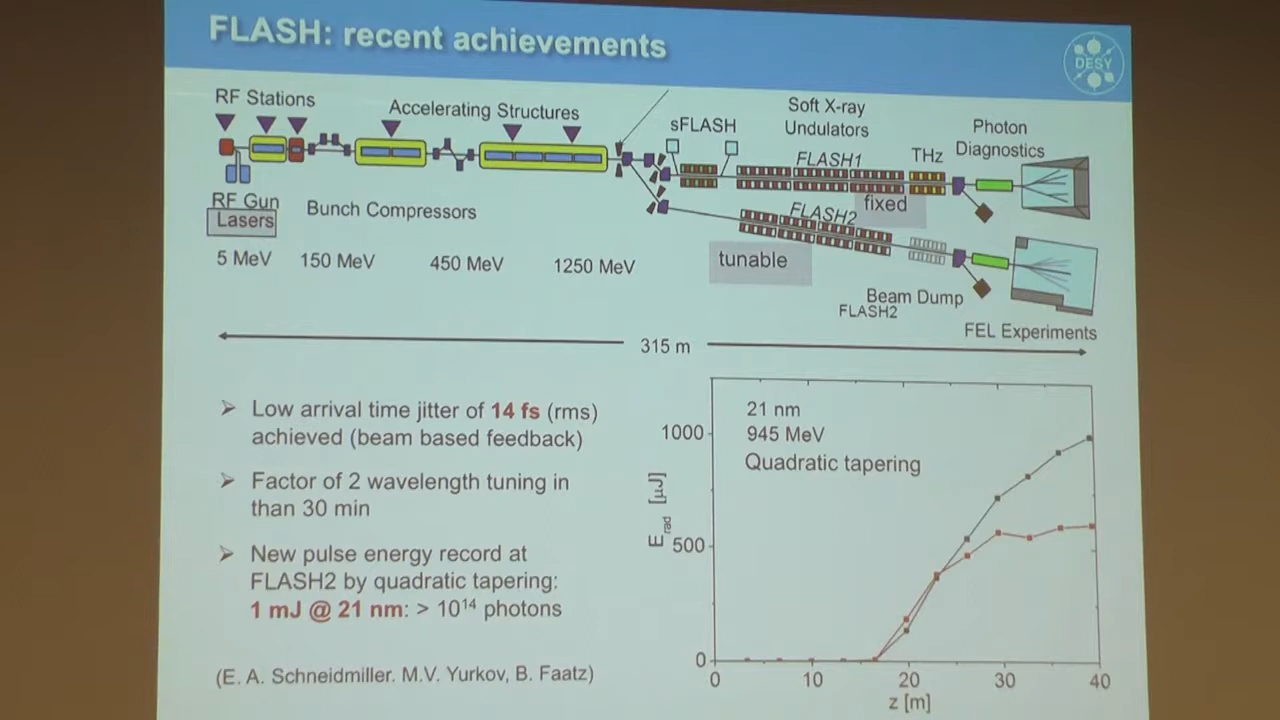 FLASH: recent achievements
DESY
RF Stations
Accelerating Structures
sFLASH
Soft X-ray
Undulators
FLASH1
THz
Photon
Diagnostics
fixed
RF Gun
Lasers
Bunch Compressors
FLASH2
5 MeV
150 MeV
450 MeV
1250 MeV
tunable
Beam Dump
FLASH2
FEL Experiments
315 m
➢ Low arrival time jitter of 14 fs (rms)
achieved (beam based feedback)
➢ Factor of 2 wavelength tuning in
than 30 min
➢ New pulse energy record at
FLASH2 by quadratic tapering:
1 mJ @ 21 nm: > 10¹⁴ photons
(E. A. Schneidmiller. M.V. Yurkov, B. Faatz)
21 nm
945 MeV
Quadratic tapering
1000
500
0
E_rad [µJ]
0 10 20 30 40
z [m]